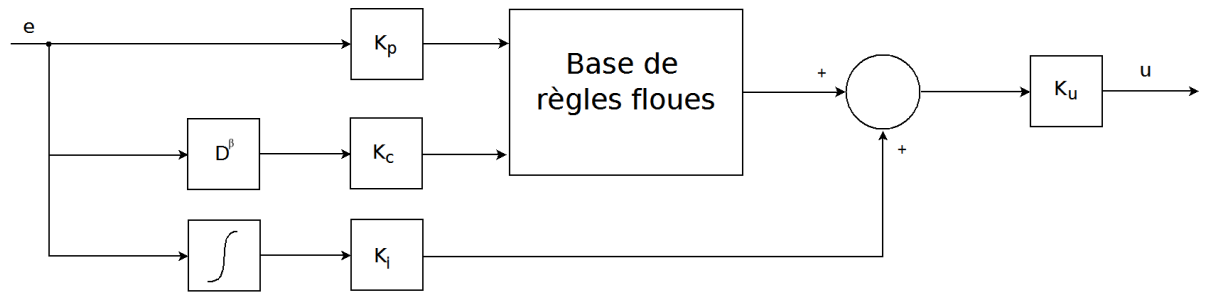 e
Kp
Base de
règles floues
+
Ku
u
Dβ
Kc
+
∫
Ki